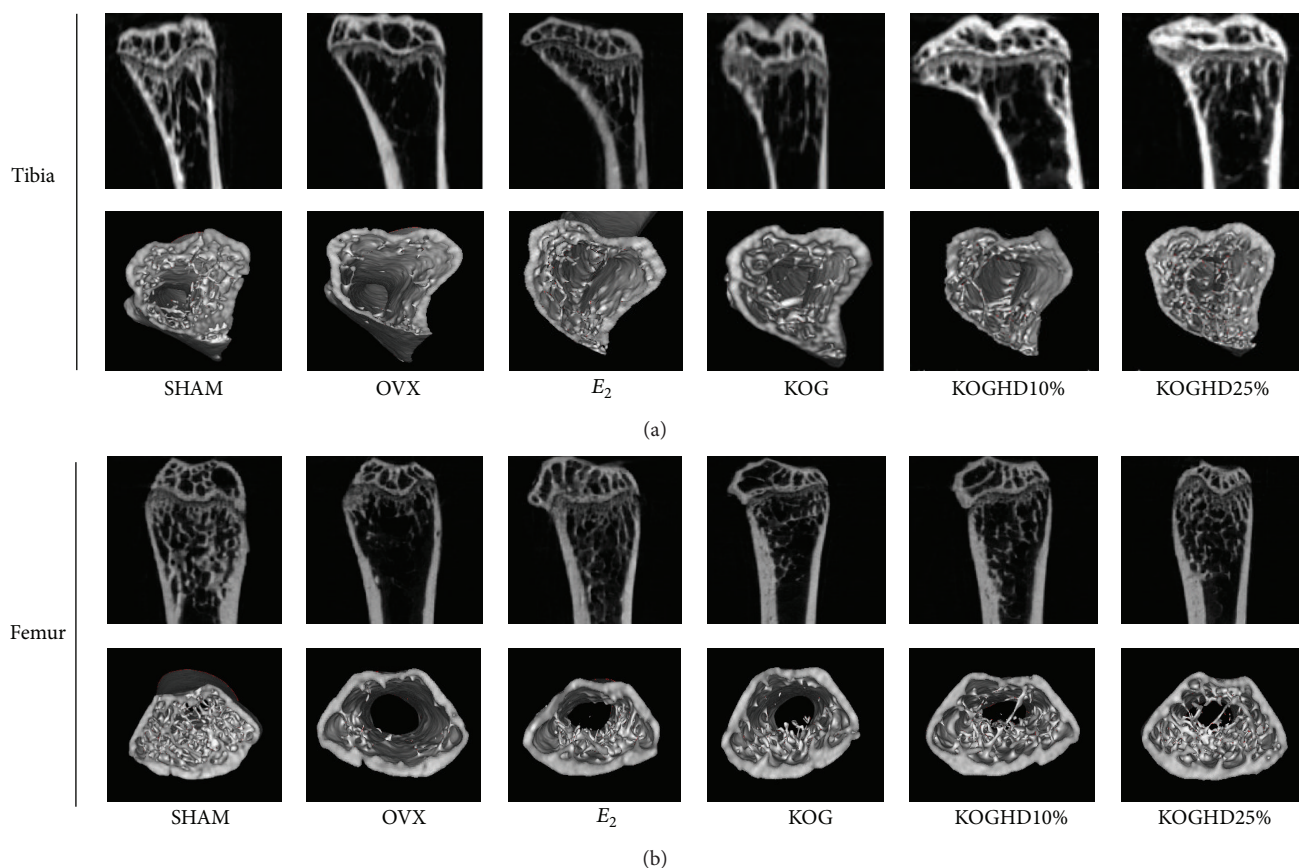 Tibia
SHAM OVX E₂ KOG KOGHD10% KOGHD25%
(a)
Femur
SHAM OVX E₂ KOG KOGHD10% KOGHD25%
(b)